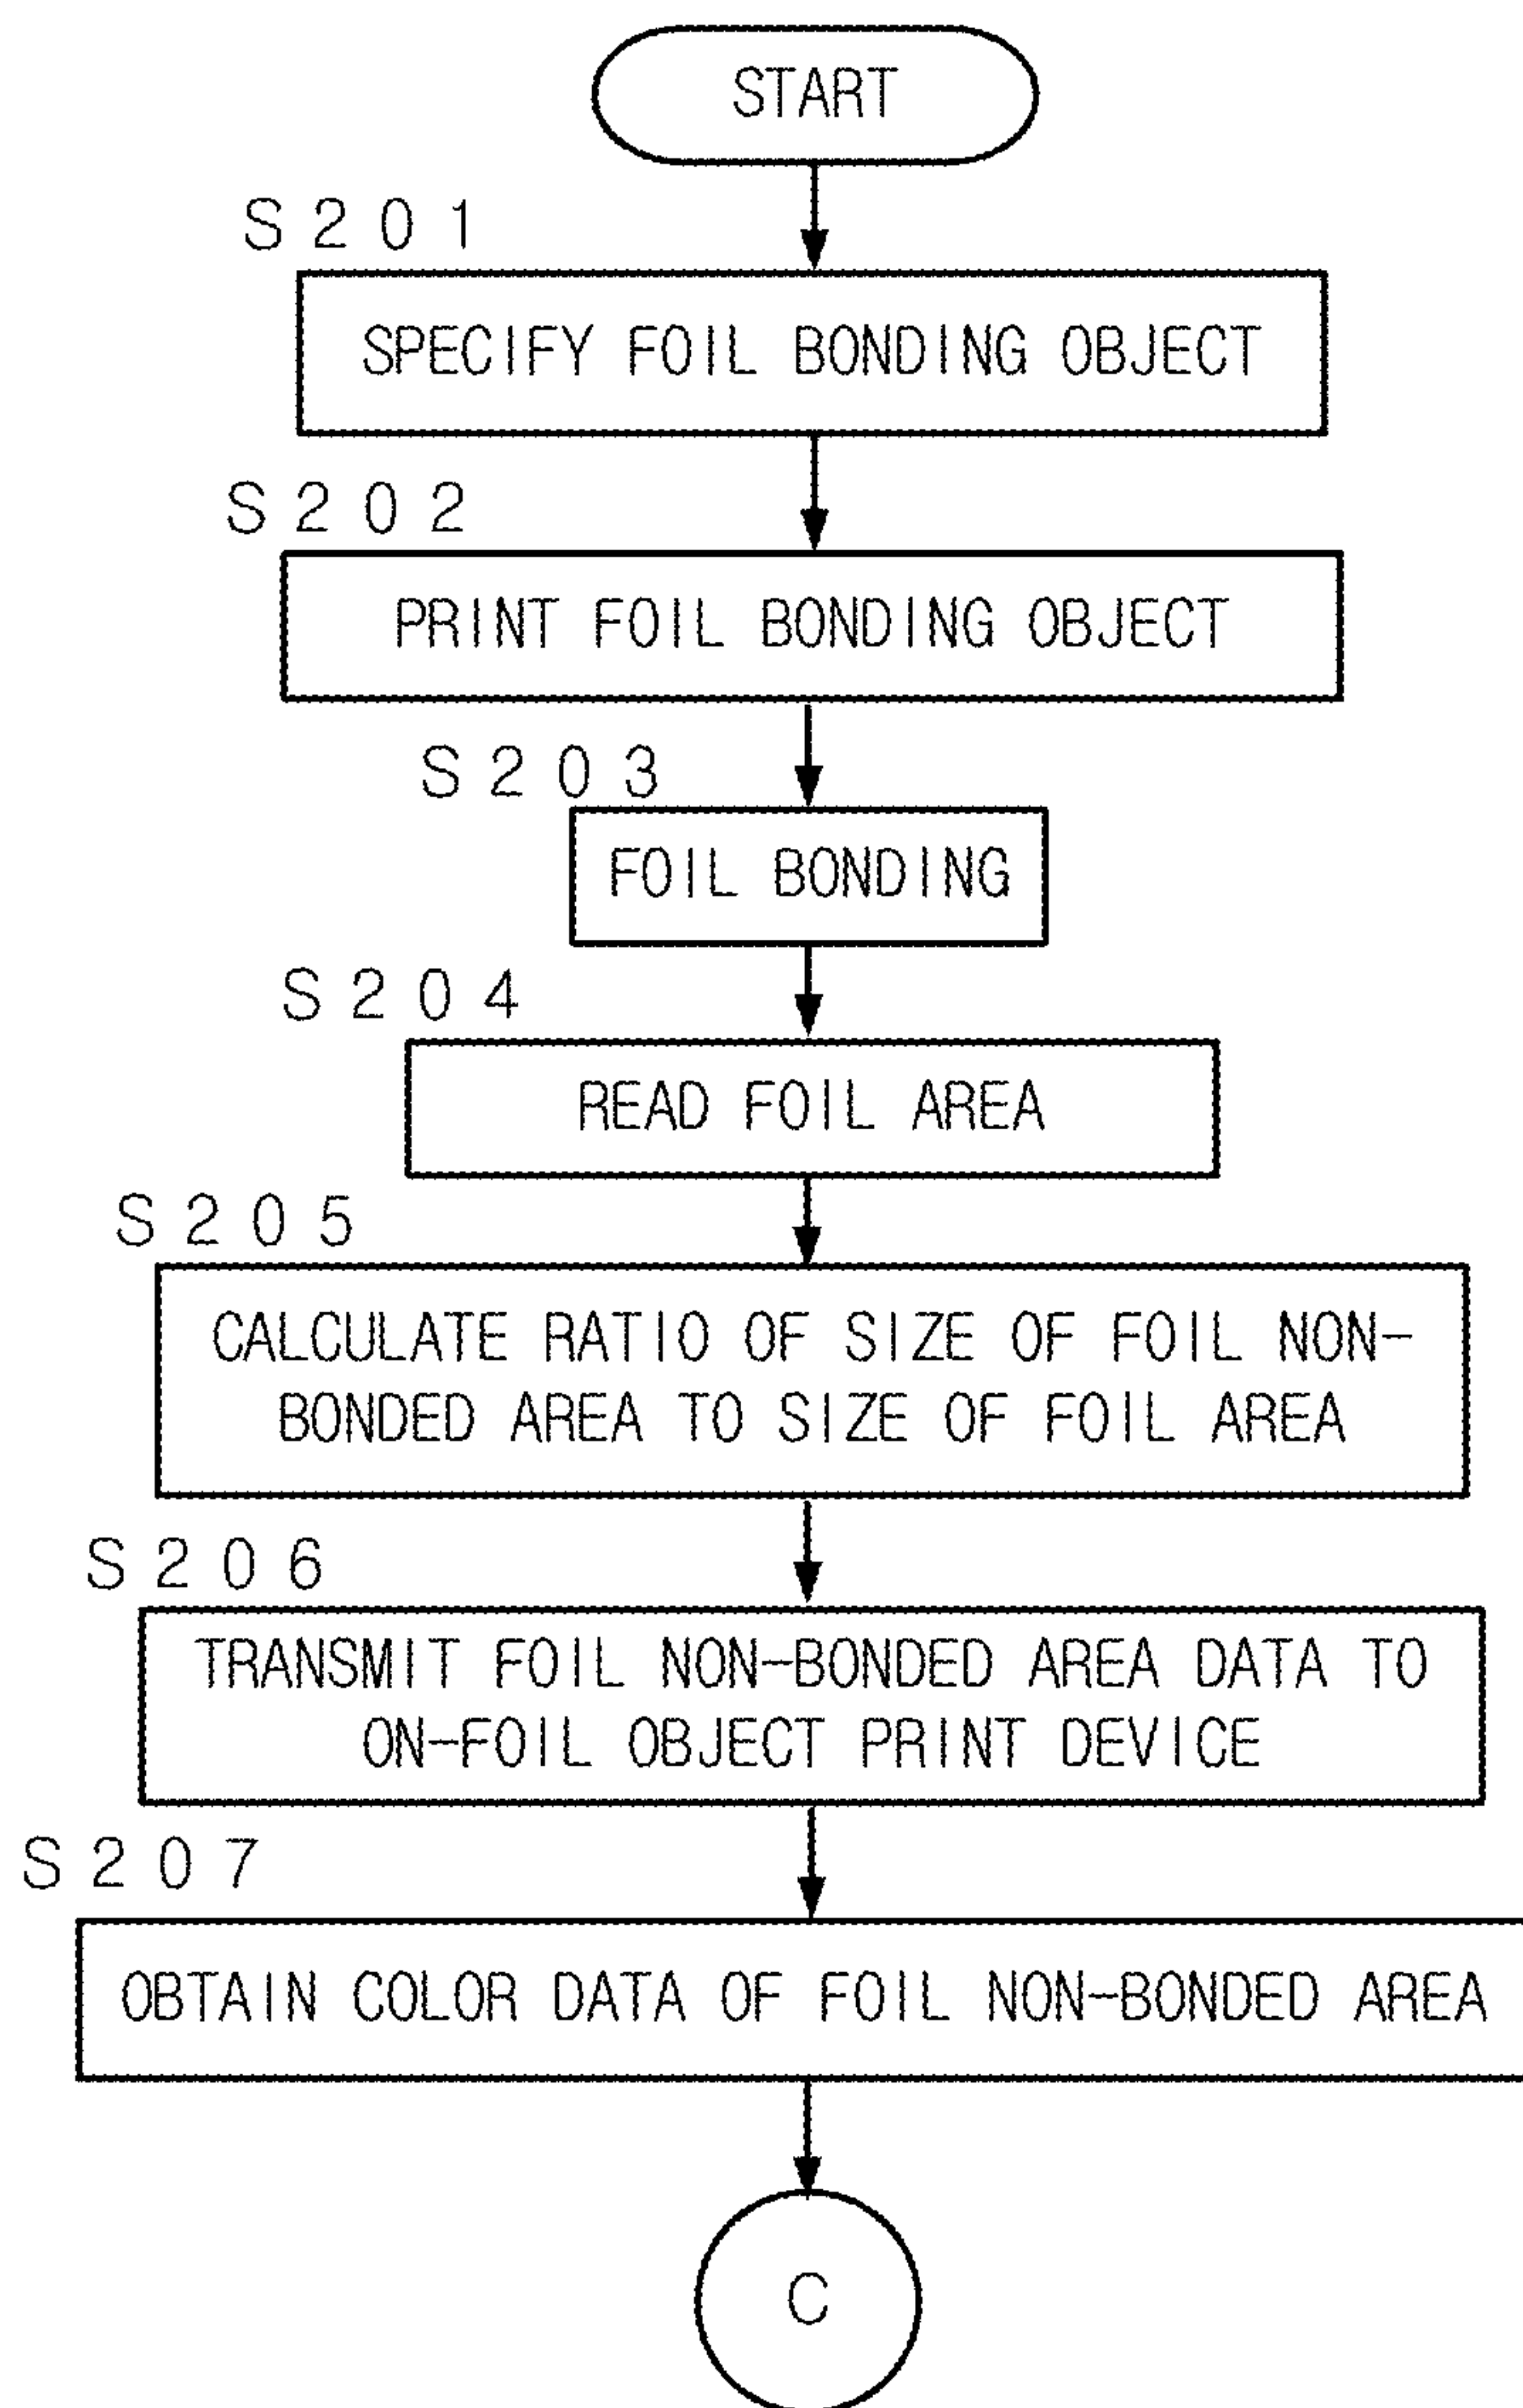 START
S201
SPECIFY FOIL BONDING OBJECT
S202
PRINT FOIL BONDING OBJECT
S203
FOIL BONDING
S204
READ FOIL AREA
S205
CALCULATE RATIO OF SIZE OF FOIL NON-
BONDED AREA TO SIZE OF FOIL AREA
S206
TRANSMIT FOIL NON-BONDED AREA DATA TO
ON-FOIL OBJECT PRINT DEVICE
S207
OBTAIN COLOR DATA OF FOIL NON-BONDED AREA
C